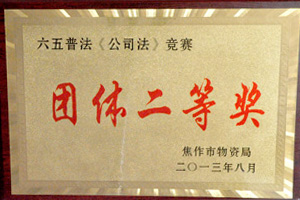 六五普法《公司法》竞赛
团体二等奖
焦作市物资局
二〇一三年八月